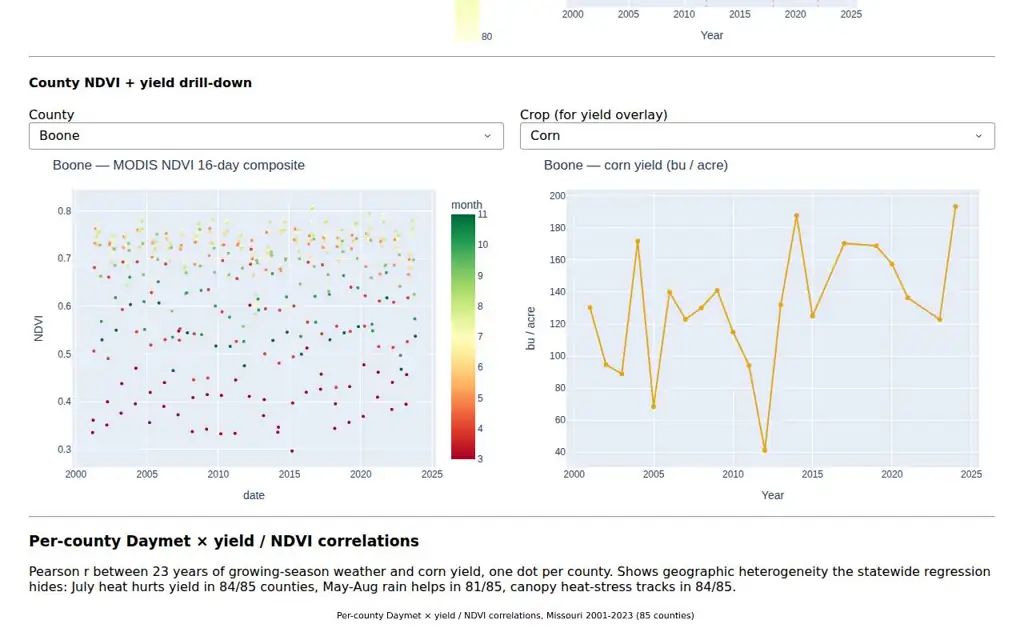 80
2000 2005 2010 2015 2020 2025
Year
County NDVI + yield drill-down
County
Boone
Crop (for yield overlay)
Corn
Boone — MODIS NDVI 16-day composite
0.8
0.7
0.6
0.5
0.4
0.3
NDVI
2000 2005 2010 2015 2020 2025
date
month
11
10
9
8
7
6
5
4
3
Boone — corn yield (bu / acre)
200
180
160
140
120
100
80
60
40
bu / acre
2000 2005 2010 2015 2020 2025
Year
Per-county Daymet × yield / NDVI correlations
Pearson r between 23 years of growing-season weather and corn yield, one dot per county. Shows geographic heterogeneity the statewide regression
hides: July heat hurts yield in 84/85 counties, May-Aug rain helps in 81/85, canopy heat-stress tracks in 84/85.
Per-county Daymet × yield / NDVI correlations, Missouri 2001-2023 (85 counties)